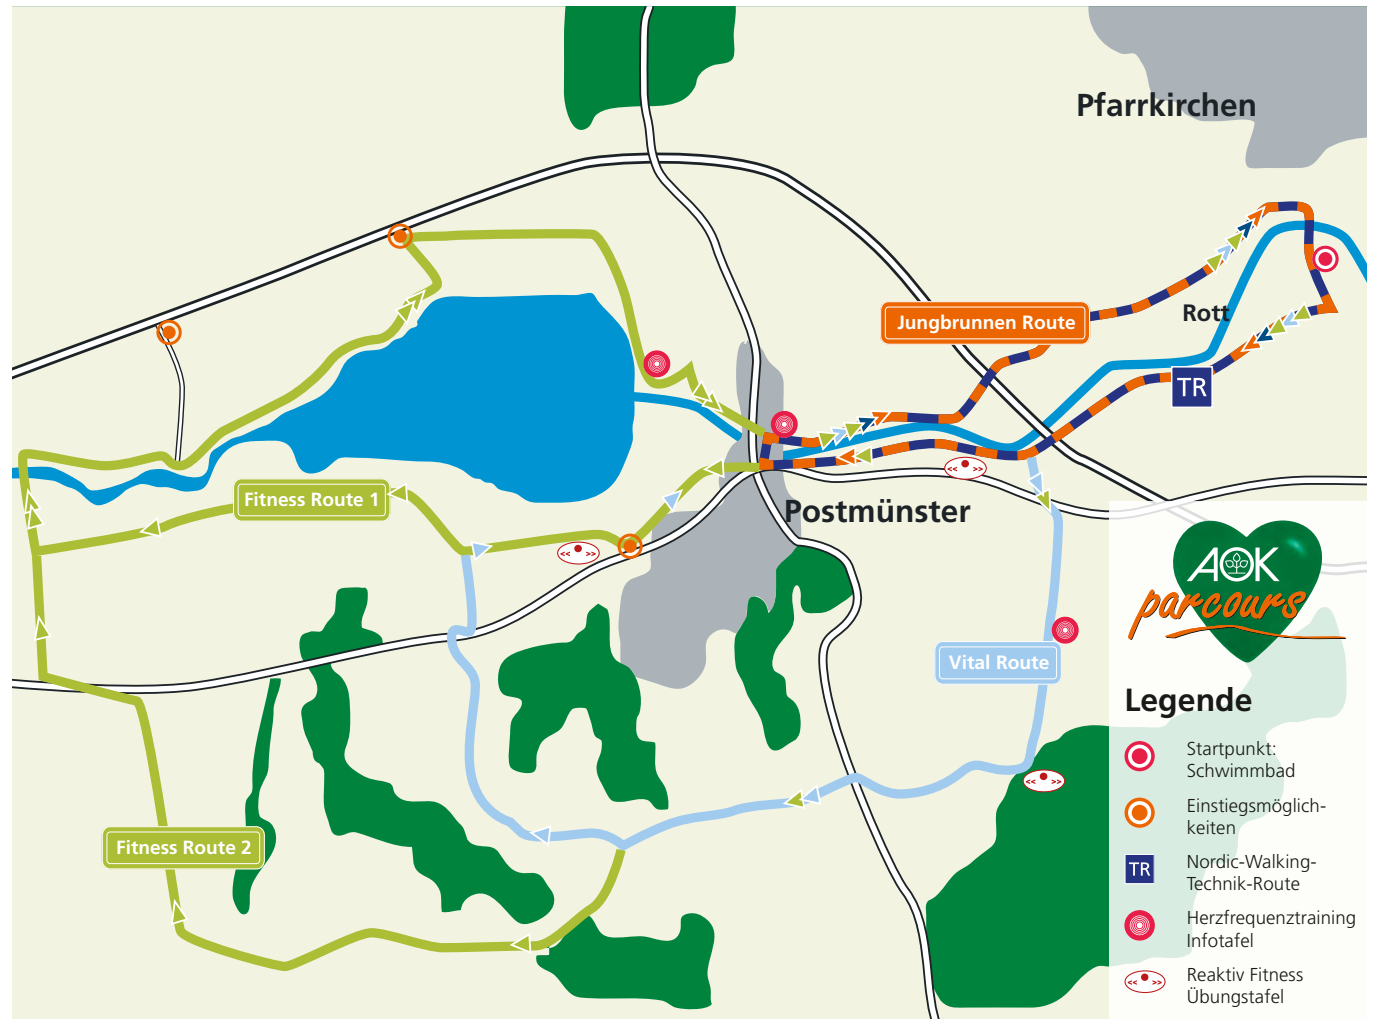 Pfarrkirchen
Rott
Jungbrunnen Route
TR
Fitness Route 1
<< >>
Postmünster
<< >>
Vital Route
<< >>
Fitness Route 2
AOK
parcours
Legende
Startpunkt:
Schwimmbad
Einstiegsmöglich-
keiten
TR
Nordic-Walking-
Technik-Route
Herzfrequenztraining
Infotafel
<< >>
Reaktiv Fitness
Übungstafel